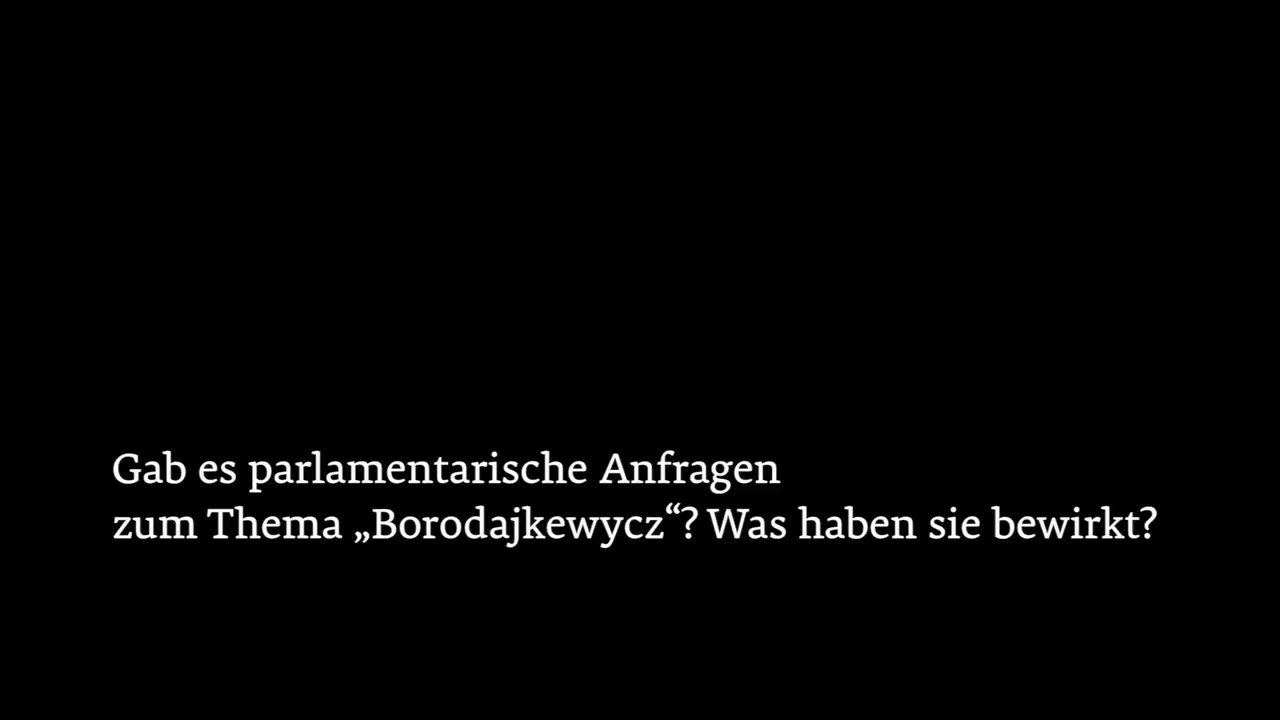 Gab es parlamentarische Anfragen
zum Thema „Borodajkewycz“? Was haben sie bewirkt?